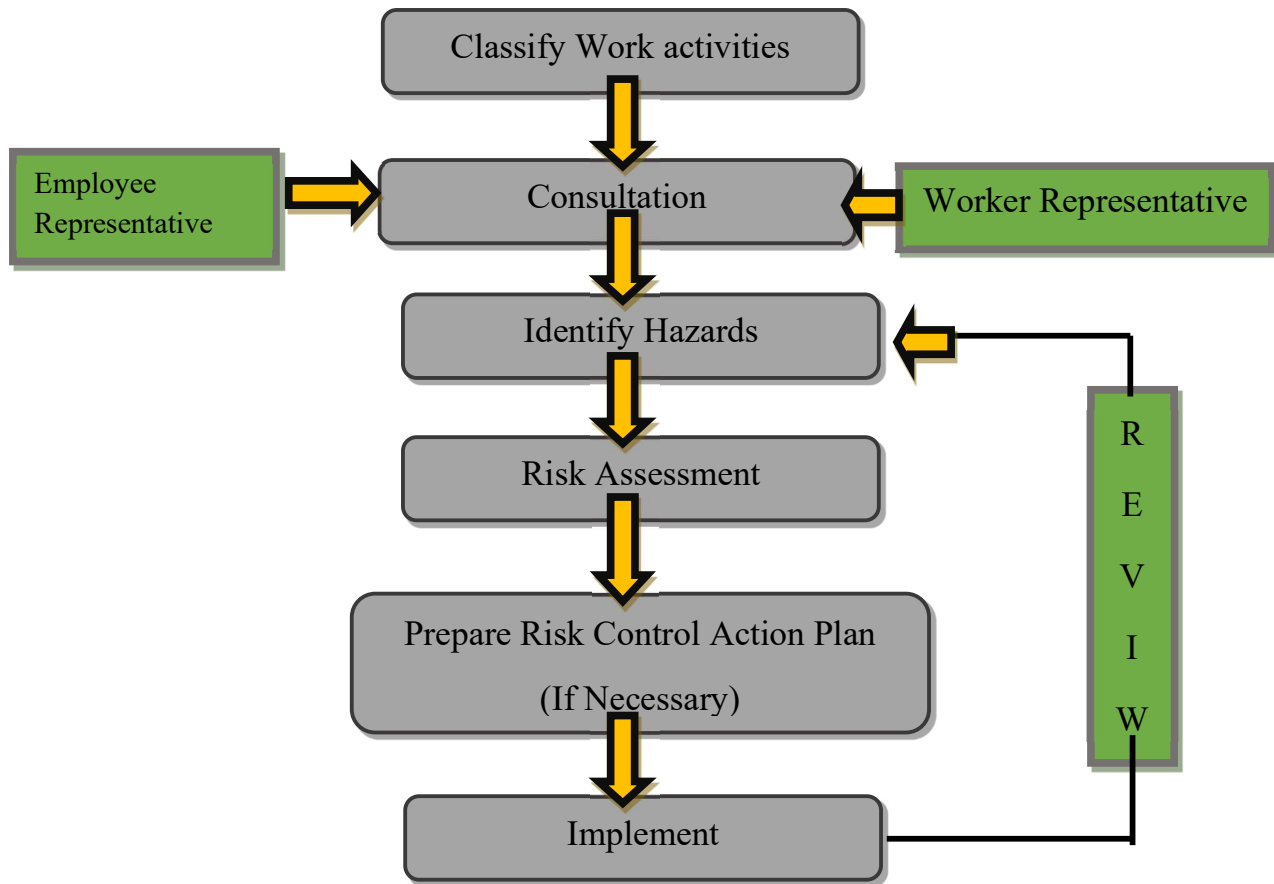 Classify Work activities
Employee
Representative
Consultation
Worker Representative
Identify Hazards
Risk Assessment
Prepare Risk Control Action Plan
(If Necessary)
Implement
R
E
V
I
W